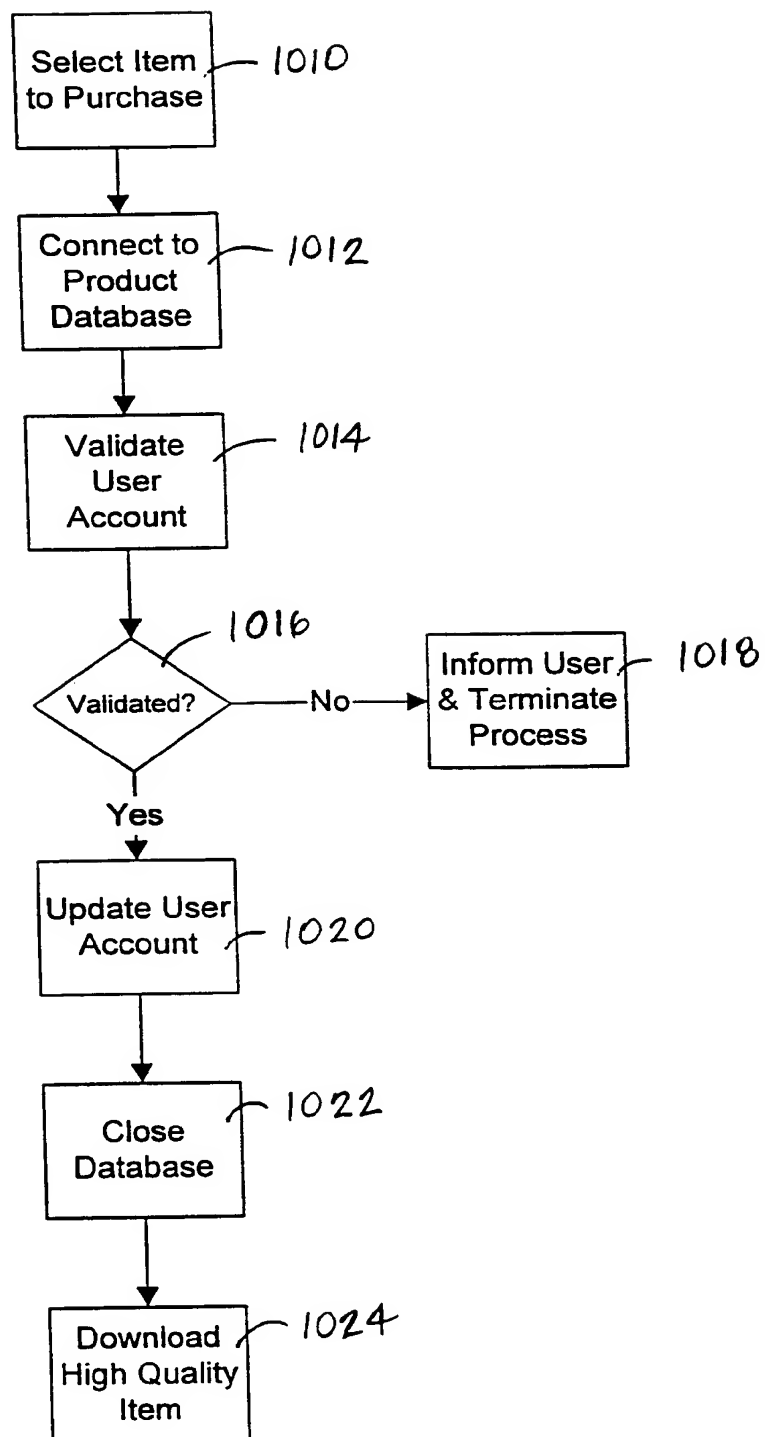 Select Item
to Purchase
1010
Connect to
Product
Database
1012
Validate
User
Account
1014
Validated?
1016
No
Inform User
& Terminate
Process
1018
Yes
Update User
Account
1020
Close
Database
1022
Download
High Quality
Item
1024